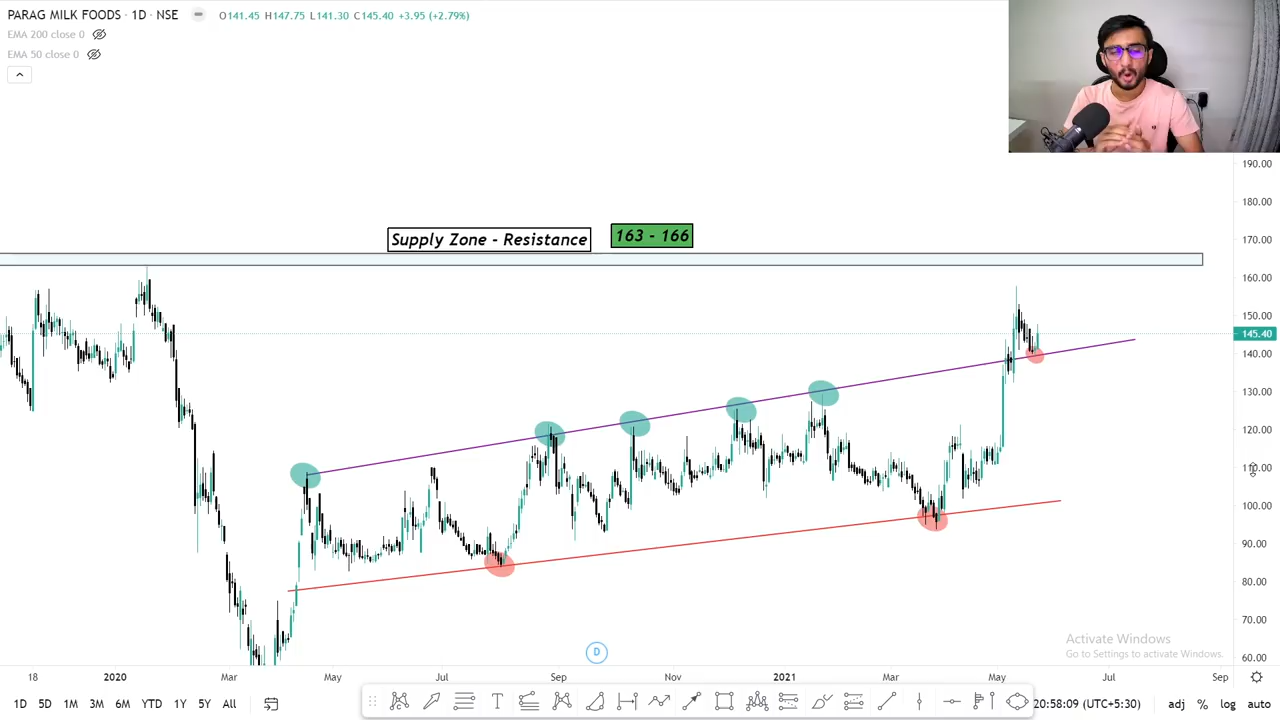 PARAG MILK FOODS · 1D · NSE O141.45 H147.75 L141.30 C145.40 +3.95 (+2.79%)
EMA 200 close 0
EMA 50 close 0
190.00
180.00
Supply Zone - Resistance 163 - 166
170.00
160.00
150.00
145.40
140.00
130.00
120.00
110.00
100.00
90.00
80.00
70.00
60.00
D
Activate Windows
Go to Settings to activate Windows.
18 2020 Mar May Jul Sep Nov 2021 Mar May Jul Sep
1D 5D 1M 3M 6M YTD 1Y 5Y All T 20:58:09 (UTC+5:30) adj % log auto